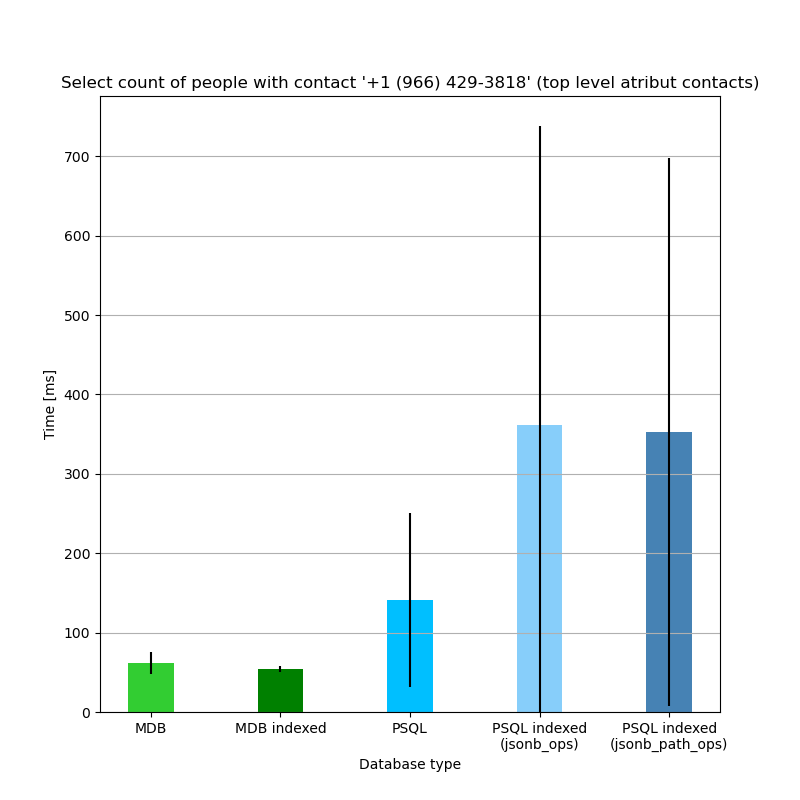 Select count of people with contact '+1 (966) 429-3818' (top level atribut contacts)
700
600
500
400
300
200
100
0
Time [ms]
MDB
MDB indexed
PSQL
PSQL indexed
(jsonb_ops)
PSQL indexed
(jsonb_path_ops)
Database type